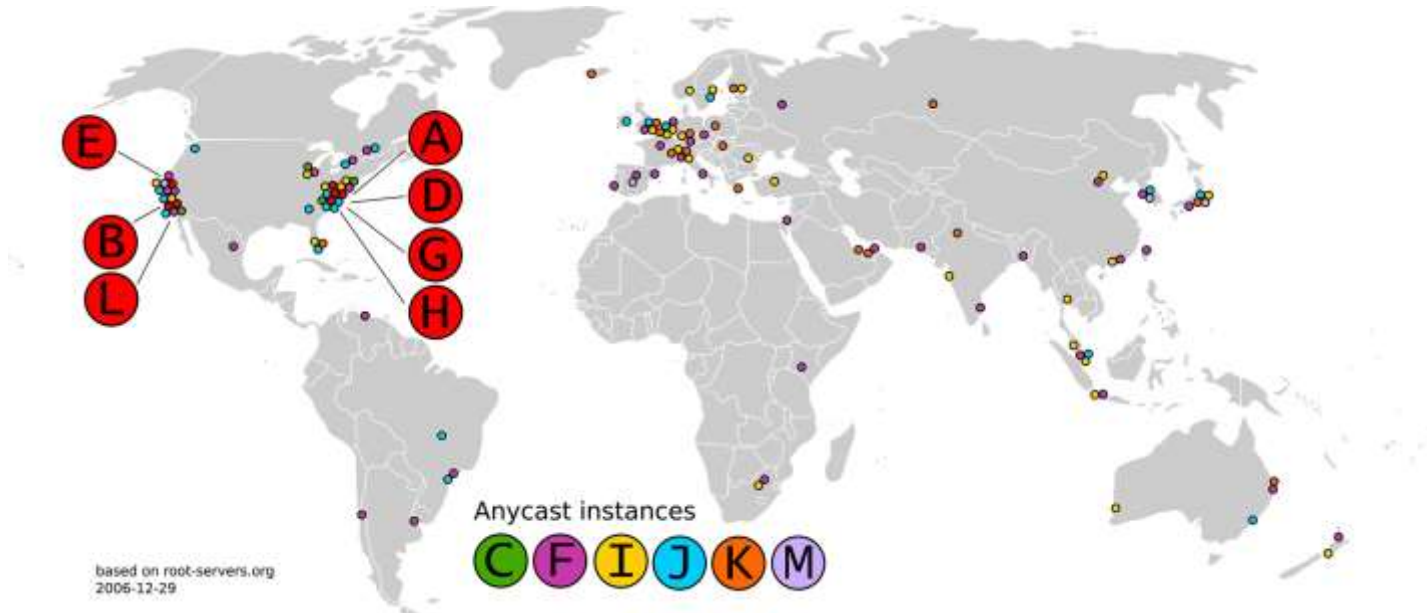 E
A
D
B
G
L
H
Anycast instances
C F I J K M
based on root-servers.org
2006-12-29